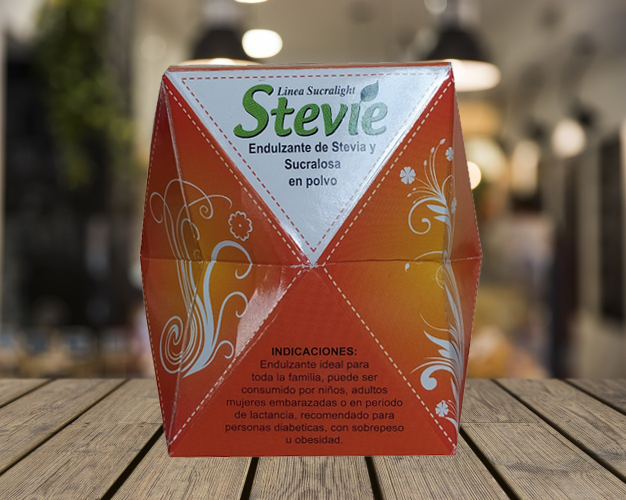 Linea Sucralight
Stevie
Endulzante de Stevia y
Sucralosa
en polvo
INDICACIONES:
Endulzante ideal para
toda la familia, puede ser
consumido por niños, adultos
mujeres embarazadas o en periodo
de lactancia, recomendado para
personas diabeticas, con sobrepeso
u obesidad.